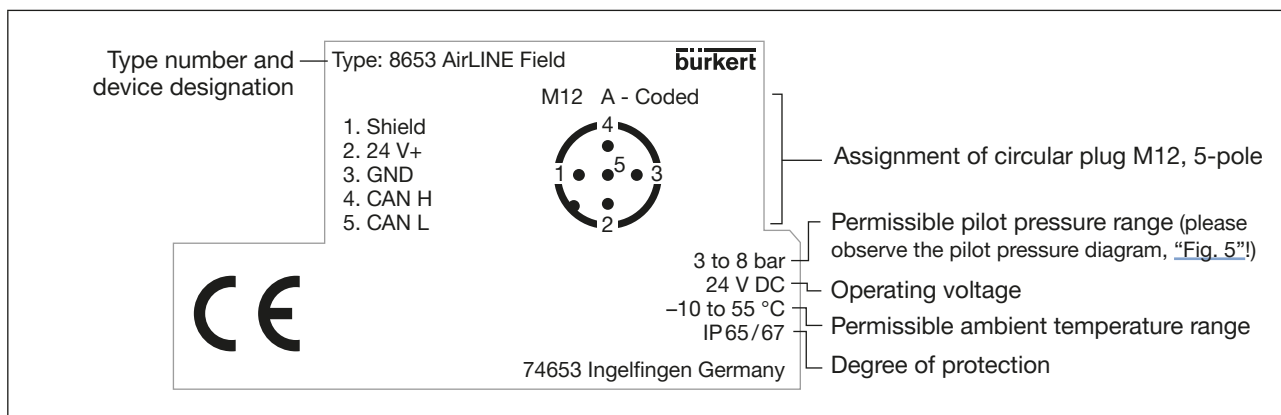 Type number and
device designation
Type: 8653 AirLINE Field
bürkert
M12 A - Coded
1. Shield
2. 24 V+
3. GND
4. CAN H
5. CAN L
4
1 5 3
2
Assignment of circular plug M12, 5-pole
3 to 8 bar
24 V DC
–10 to 55 °C
IP 65/67
Permissible pilot pressure range (please
observe the pilot pressure diagram, "Fig. 5"!)
Operating voltage
Permissible ambient temperature range
Degree of protection
CE
74653 Ingelfingen Germany